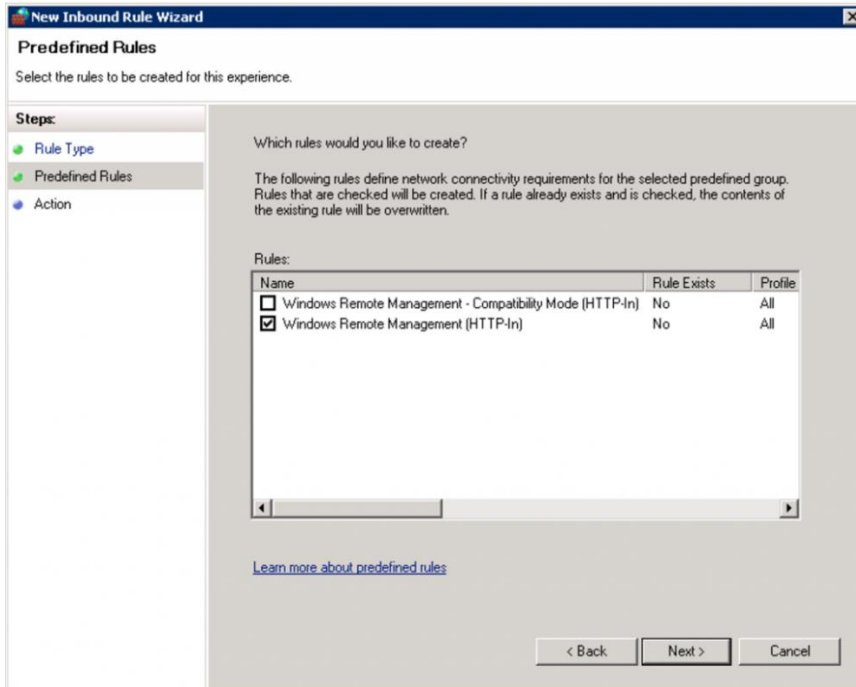 New Inbound Rule Wizard
Predefined Rules
Select the rules to be created for this experience.
Steps:
Rule Type
Predefined Rules
Action
Which rules would you like to create?
The following rules define network connectivity requirements for the selected predefined group.
Rules that are checked will be created. If a rule already exists and is checked, the contents of
the existing rule will be overwritten.
Rules:
Name Rule Exists Profile
Windows Remote Management - Compatibility Mode (HTTP-In) No All
Windows Remote Management (HTTP-In) No All
Learn more about predefined rules
< Back Next > Cancel